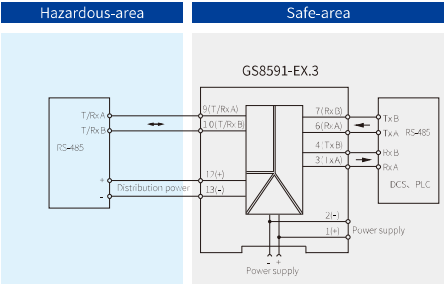 Hazardous-area
Safe-area
GS8591-EX.3
T/RxA
T/RxB
RS-485
+
-
Distribution power
9(T/RxA)
10(T/RxB)
12(+)
13(-)
7(RxB)
6(RxA)
4(TxB)
3(TxA)
2(-)
1(+)
TxB
TxA
RS-485
RxB
RxA
DCS、PLC
Power supply
- +
Power supply